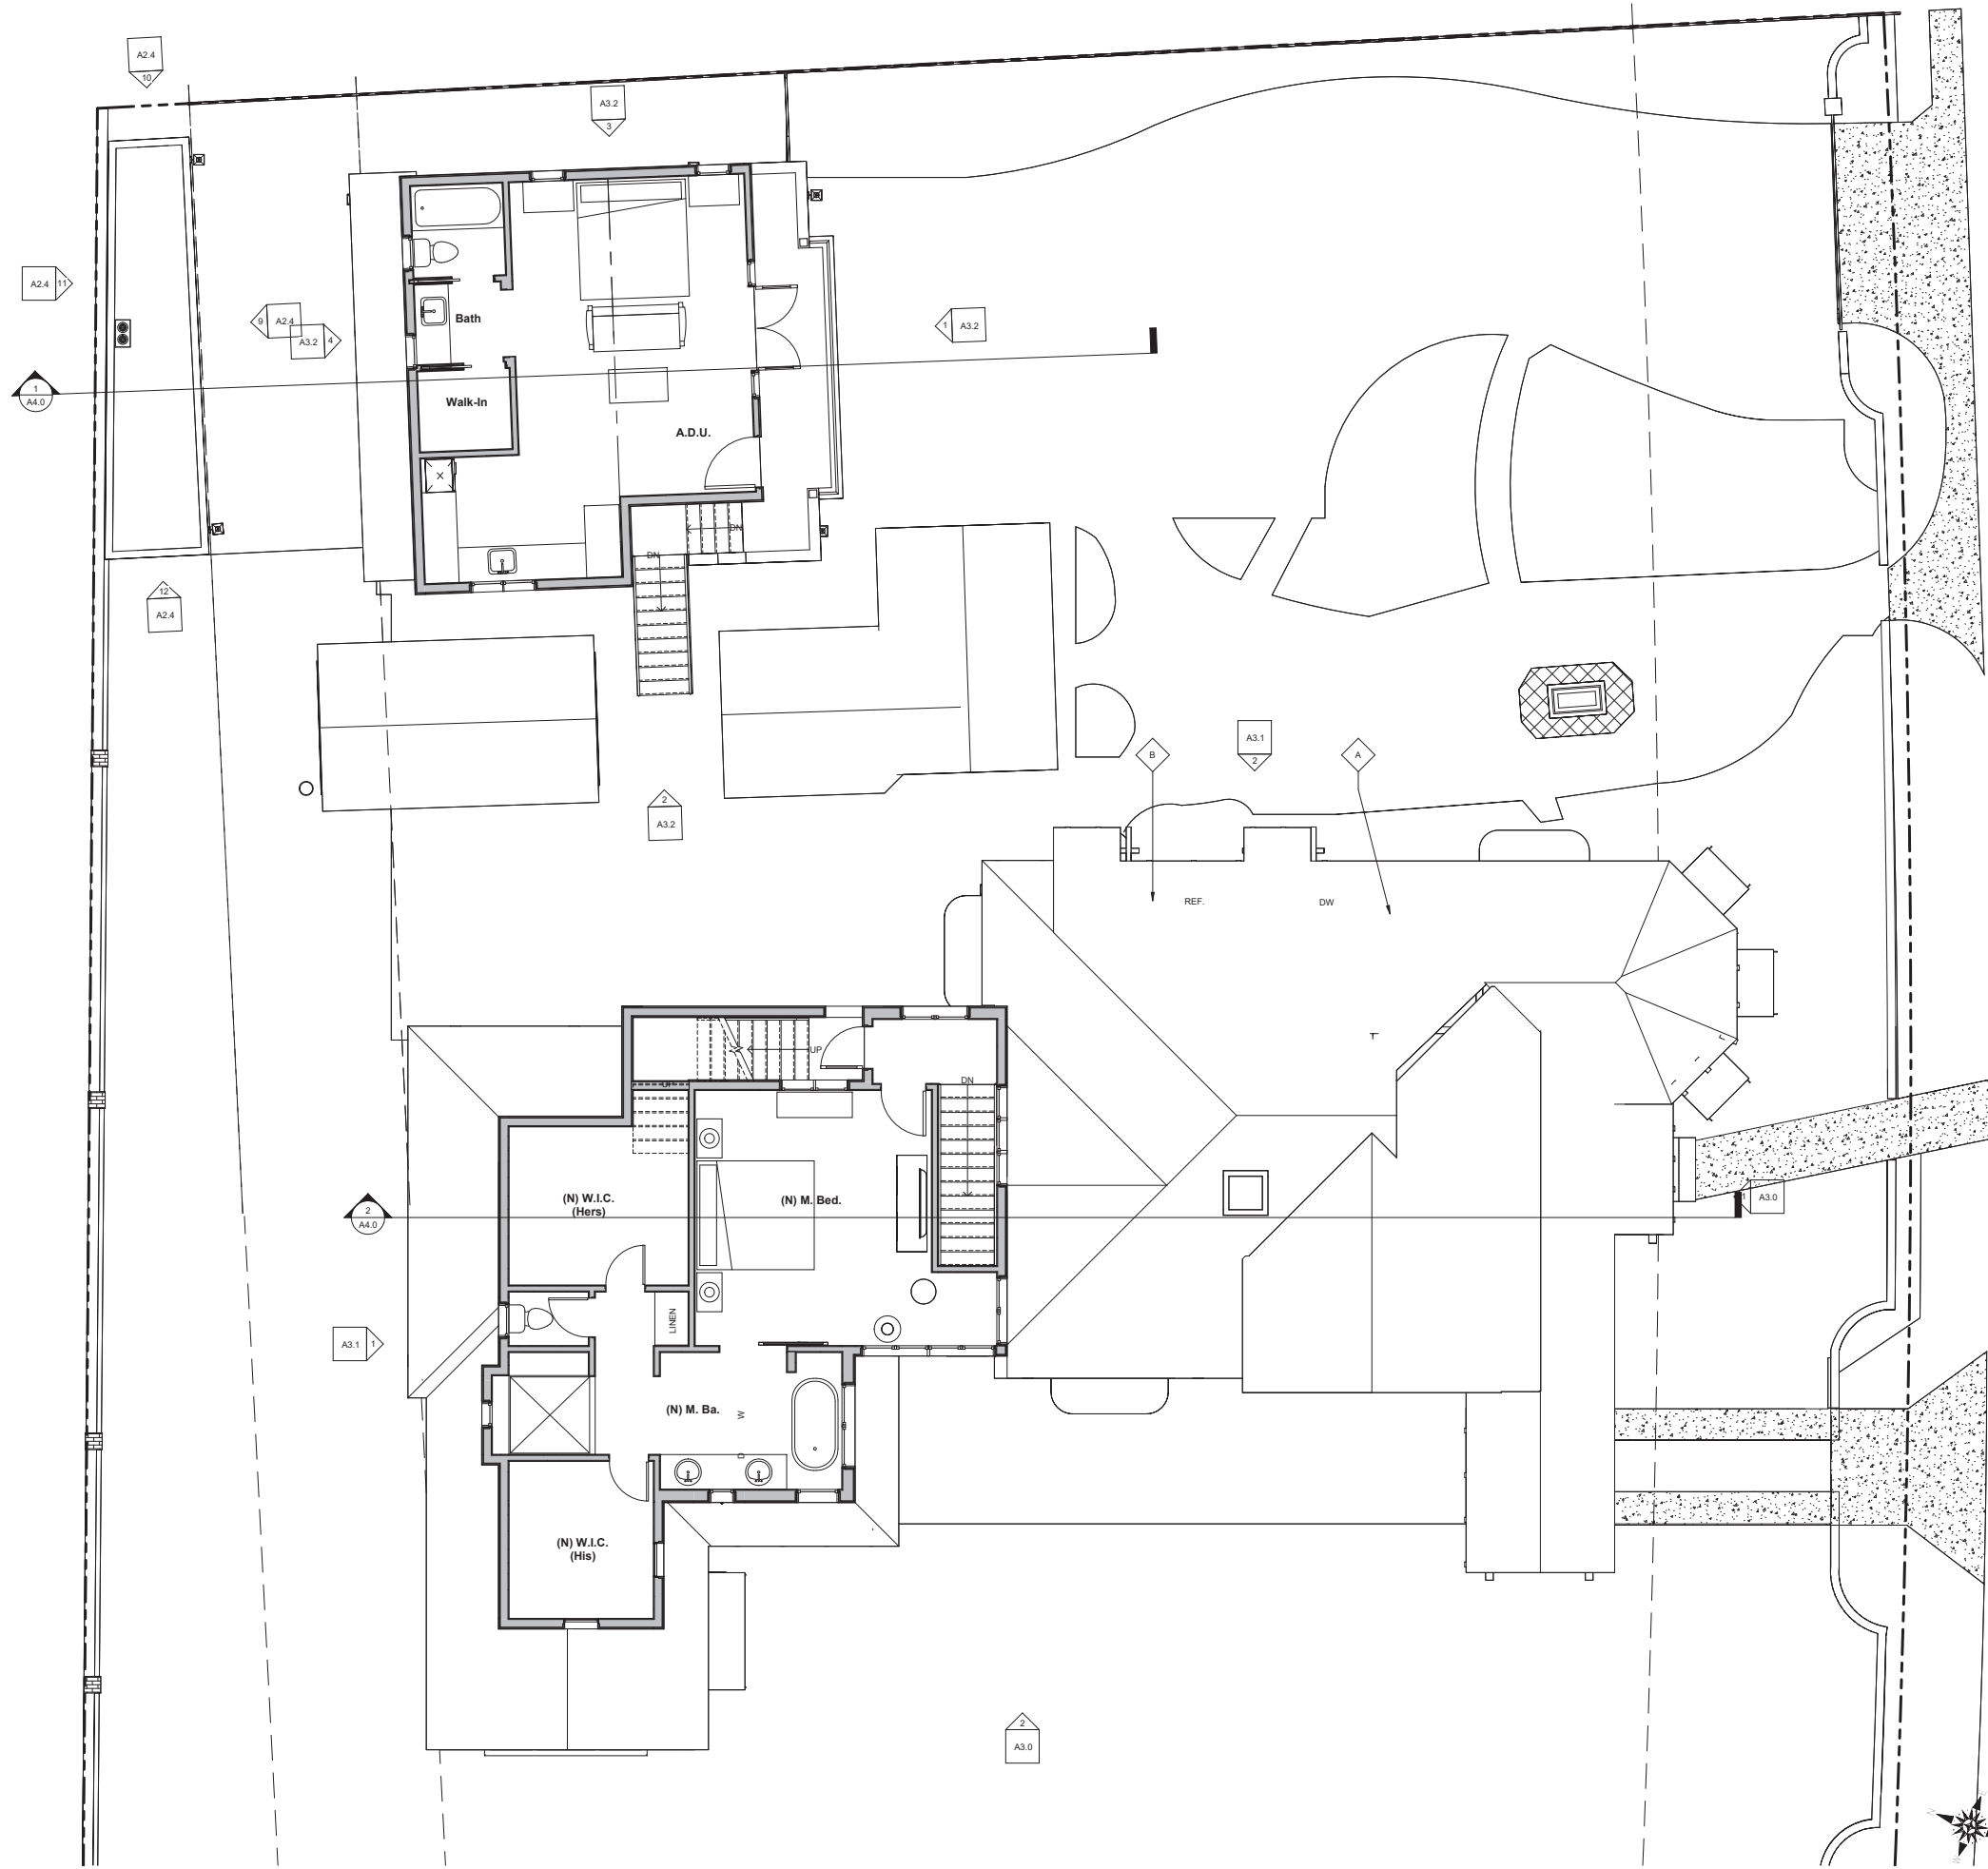 A2.4
10
A3.2
3
A2.4
11
9
A2.4
A3.2
4
Bath
1
A3.2
1
A4.0
Walk-In
A.D.U.
X
DN
DN
12
A2.4
A3.1
2
B
A
2
A3.2
REF.
DW
UP
DN
(N) W.I.C.
(Hers)
(N) M. Bed.
1
A3.0
2
A4.0
LINEN
A3.1
1
(N) M. Ba.
W
D
(N) W.I.C.
(His)
2
A3.0